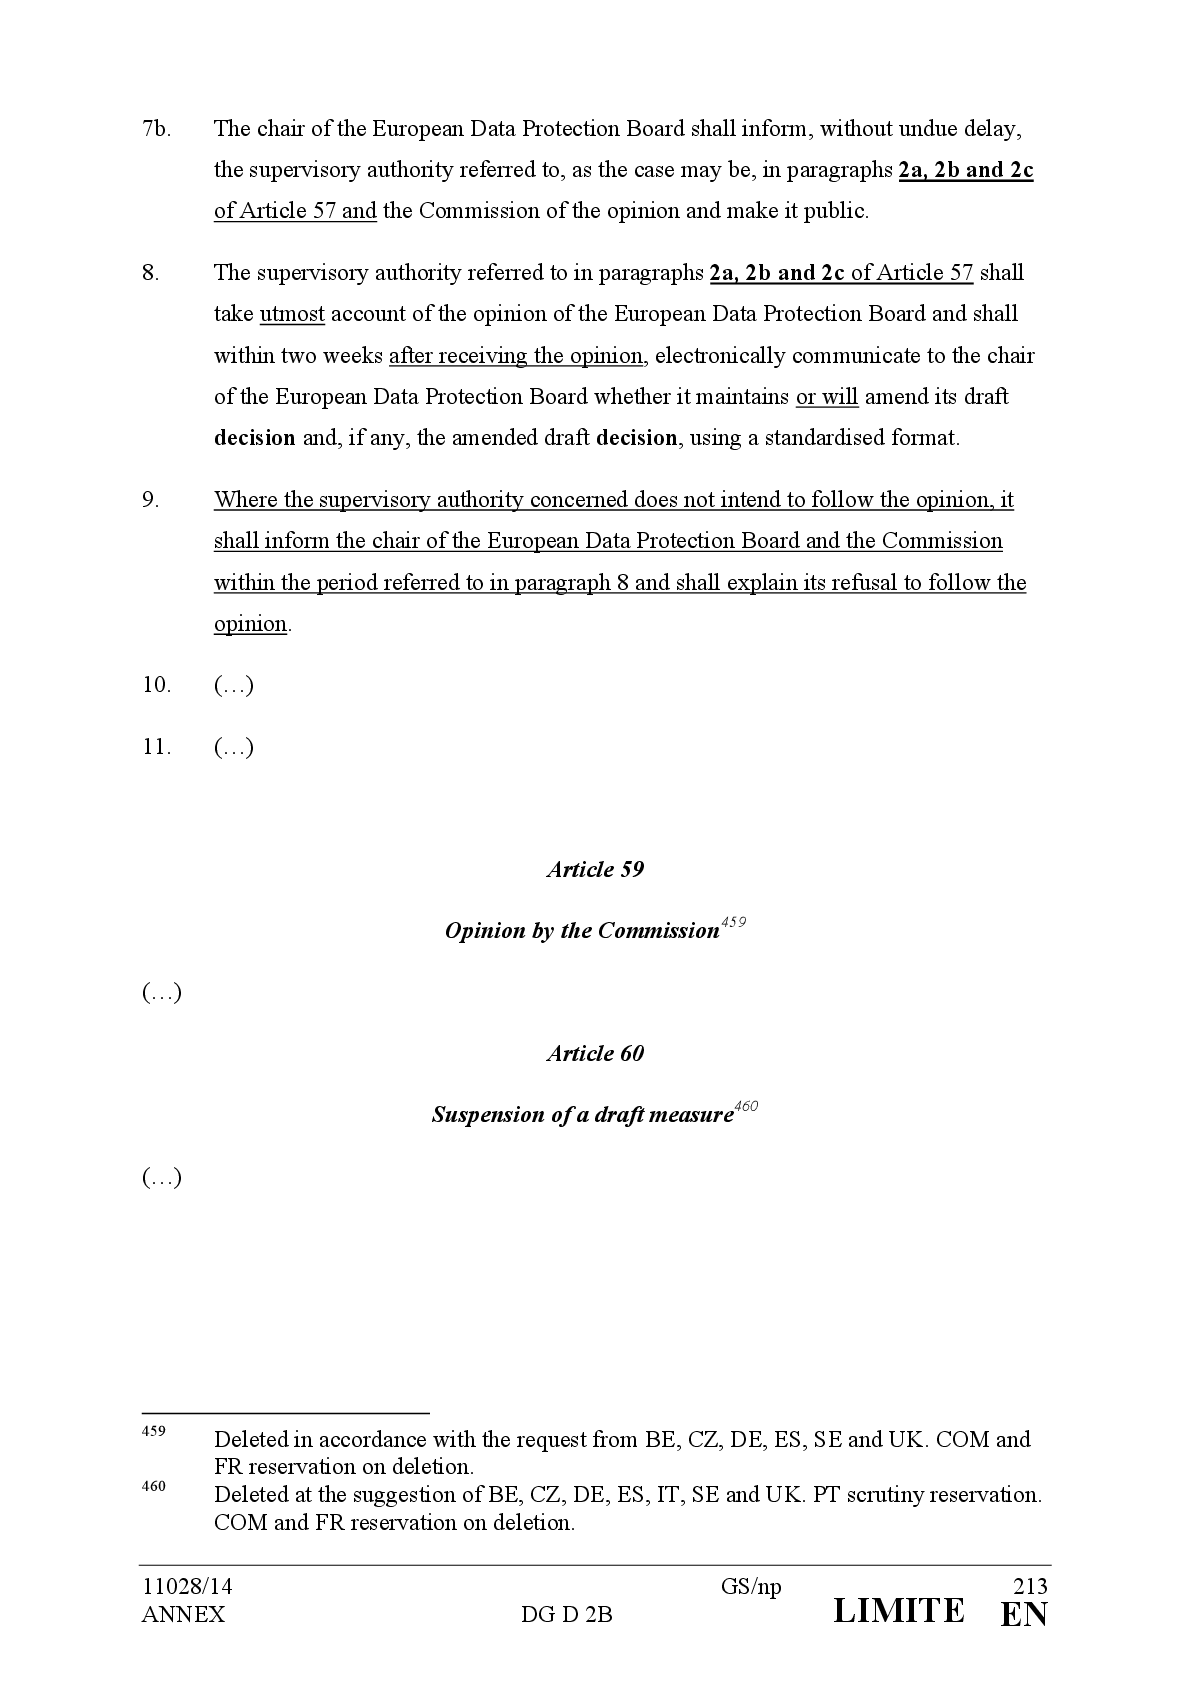 7b. The chair of the European Data Protection Board shall inform, without undue delay,
the supervisory authority referred to, as the case may be, in paragraphs 2a, 2b and 2c
of Article 57 and the Commission of the opinion and make it public.
8. The supervisory authority referred to in paragraphs 2a, 2b and 2c of Article 57 shall
take utmost account of the opinion of the European Data Protection Board and shall
within two weeks after receiving the opinion, electronically communicate to the chair
of the European Data Protection Board whether it maintains or will amend its draft
decision and, if any, the amended draft decision, using a standardised format.
9. Where the supervisory authority concerned does not intend to follow the opinion, it
shall inform the chair of the European Data Protection Board and the Commission
within the period referred to in paragraph 8 and shall explain its refusal to follow the
opinion.
10. (…)
11. (…)
Article 59
Opinion by the Commission459
(…)
Article 60
Suspension of a draft measure460
(…)
459 Deleted in accordance with the request from BE, CZ, DE, ES, SE and UK. COM and
FR reservation on deletion.
460 Deleted at the suggestion of BE, CZ, DE, ES, IT, SE and UK. PT scrutiny reservation.
COM and FR reservation on deletion.
11028/14 GS/np 213
ANNEX DG D 2B LIMITE EN